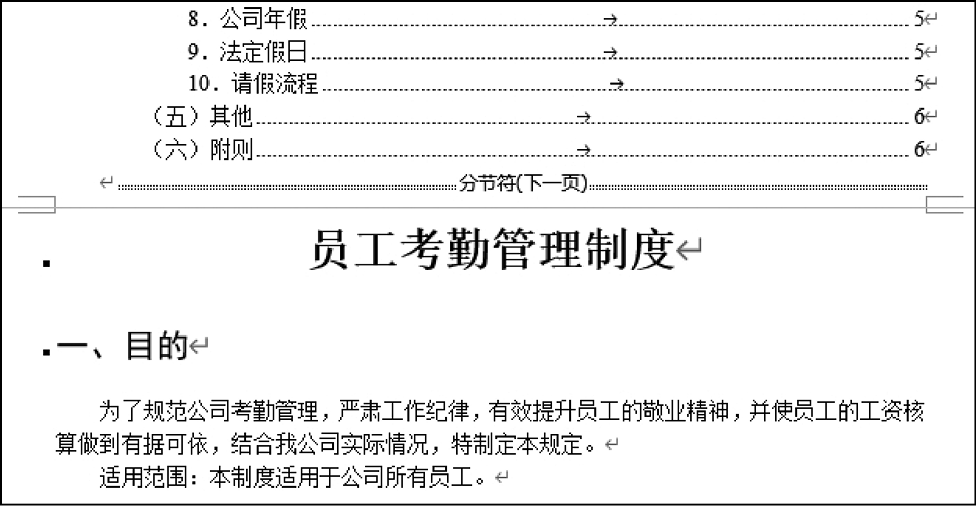 8．公司年假 → 5
9．法定假日 → 5
10．请假流程 → 5
（五）其他 → 6
（六）附则 → 6
分节符(下一页)
员工考勤管理制度
一、目的
为了规范公司考勤管理，严肃工作纪律，有效提升员工的敬业精神，并使员工的工资核
算做到有据可依，结合我公司实际情况，特制定本规定。
适用范围：本制度适用于公司所有员工。